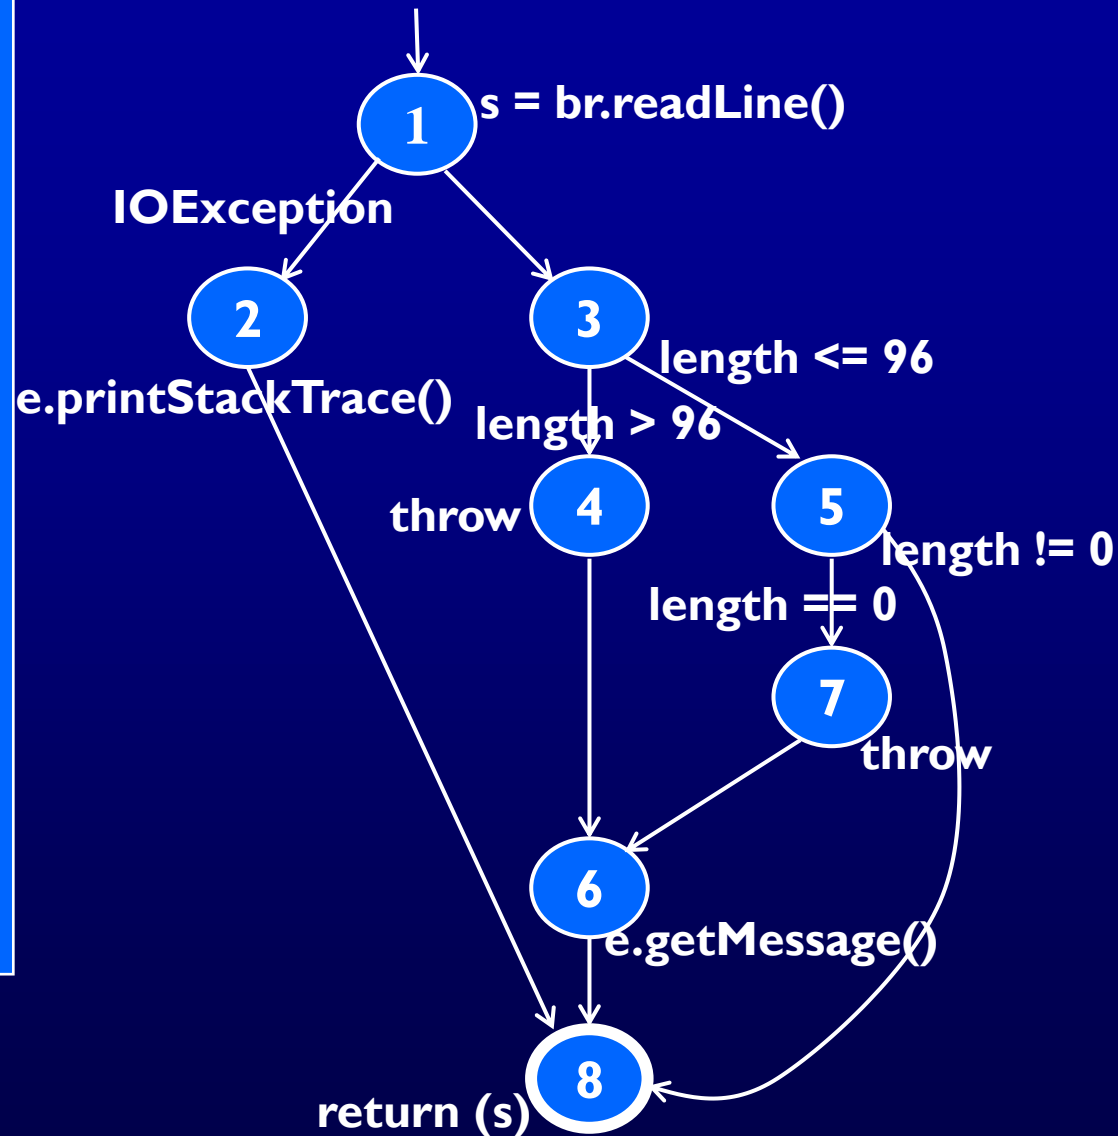 1
s = br.readLine()
IOException
2
3
length <= 96
e.printStackTrace()
length > 96
4
throw
5
length != 0
length == 0
7
throw
6
e.getMessage()
8
return (s)